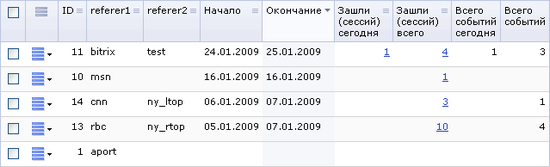 ID referer1 referer2 Начало Окончание Зашли (сессий) сегодня Зашли (сессий) всего Всего событий сегодня Всего событий
11 bitrix test 24.01.2009 25.01.2009 1 4 1 3
10 msn 16.01.2009 16.01.2009 1
14 cnn ny_ltop 06.01.2009 07.01.2009 3 1
13 rbc ny_rtop 05.01.2009 07.01.2009 10 4
1 aport